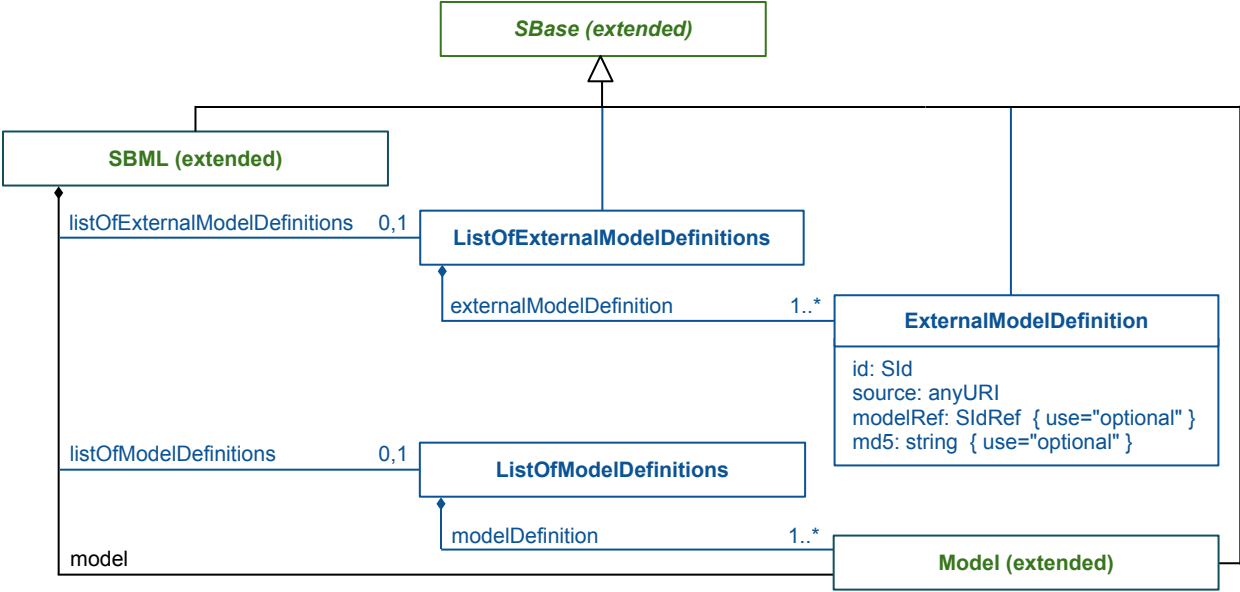 SBase (extended)
SBML (extended)
listOfExternalModelDefinitions 0,1
ListOfExternalModelDefinitions
externalModelDefinition 1..*
ExternalModelDefinition
id: SId
source: anyURI
modelRef: SIdRef { use="optional" }
md5: string { use="optional" }
listOfModelDefinitions 0,1
ListOfModelDefinitions
modelDefinition 1..*
model
Model (extended)